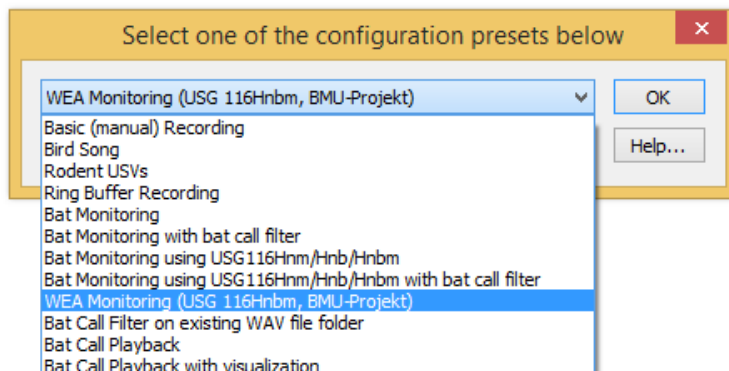 Select one of the configuration presets below
WEA Monitoring (USG 116Hnbm, BMU-Projekt)
OK
Basic (manual) Recording
Bird Song
Help...
Rodent USVs
Ring Buffer Recording
Bat Monitoring
Bat Monitoring with bat call filter
Bat Monitoring using USG116Hnm/Hnb/Hnbm
Bat Monitoring using USG116Hnm/Hnb/Hnbm with bat call filter
WEA Monitoring (USG 116Hnbm, BMU-Projekt)
Bat Call Filter on existing WAV file folder
Bat Call Playback
Bat Call Playback with visualization